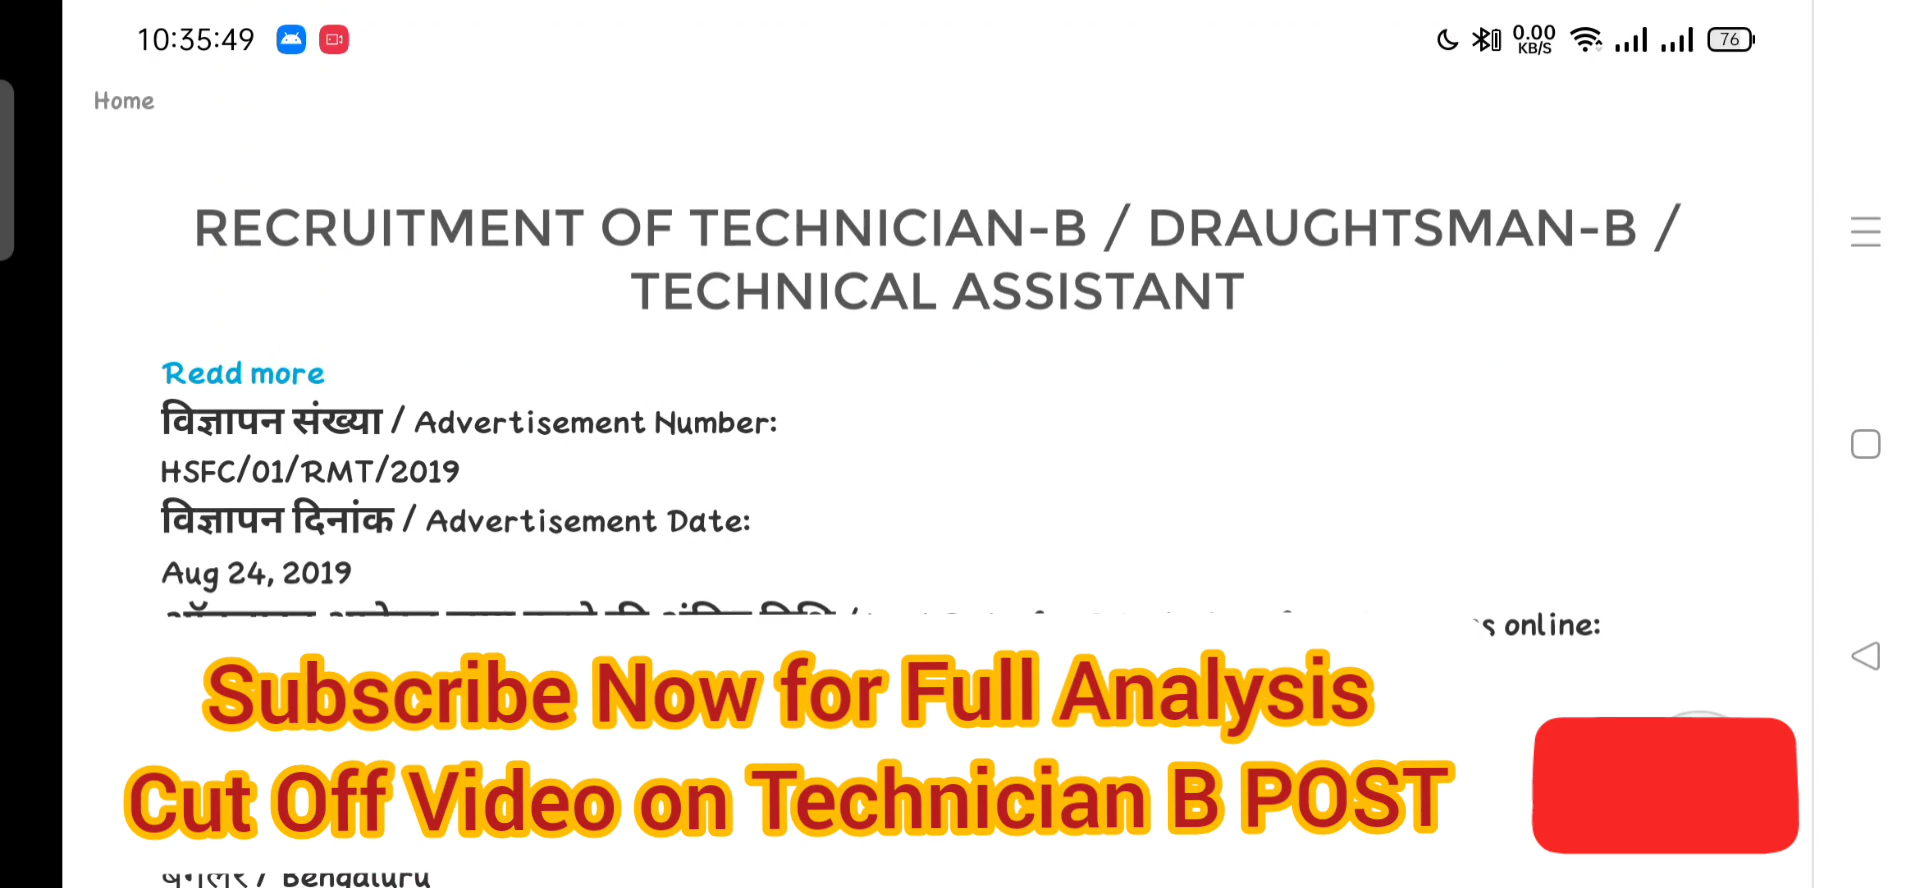 10:35:49 0.00 KB/S 76
Home
RECRUITMENT OF TECHNICIAN-B / DRAUGHTSMAN-B /
TECHNICAL ASSISTANT
Read more
विज्ञापन संख्या / Advertisement Number:
HSFC/01/RMT/2019
विज्ञापन दिनांक / Advertisement Date:
Aug 24, 2019
online:
Subscribe Now for Full Analysis
Cut Off Video on Technician B POST
/ Bengaluru